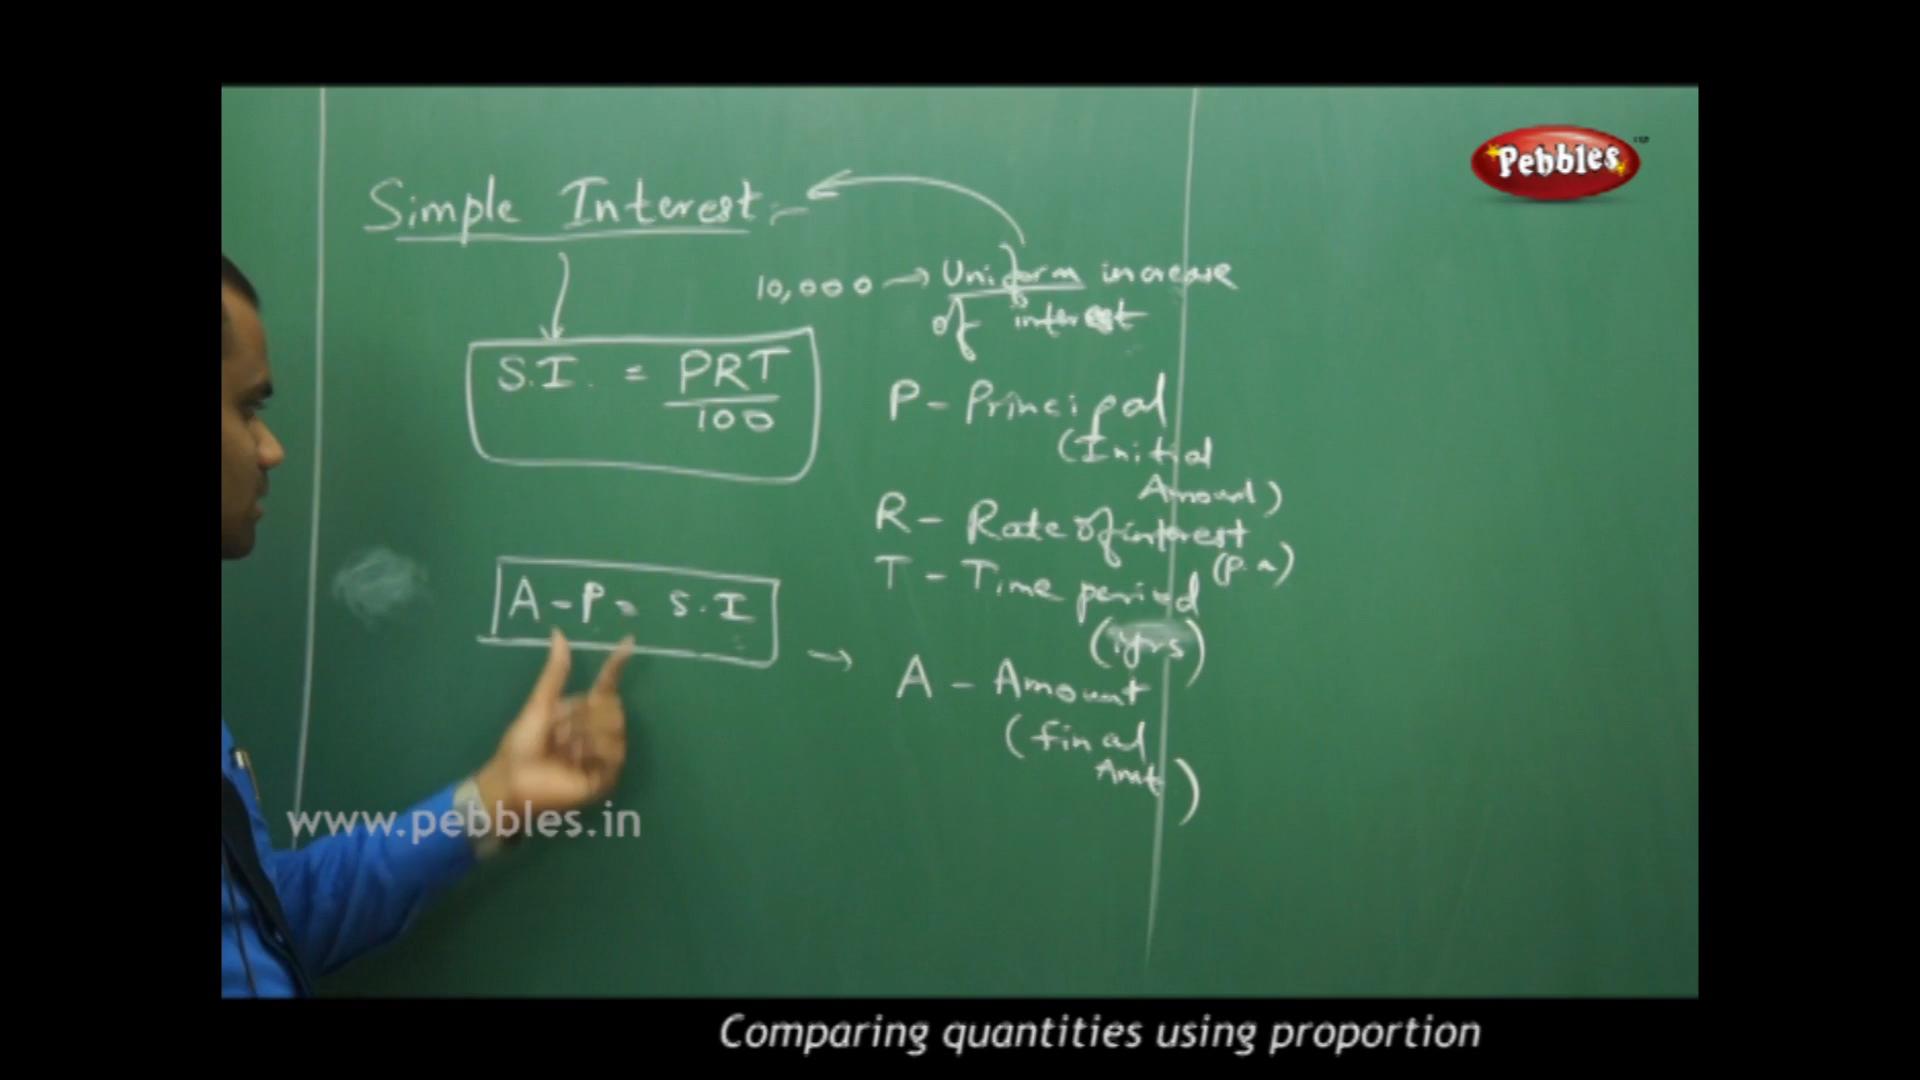 Pebbles
Simple Interest :-
10,000 → Uniform increase
of interest
S.I. = PRT
100
P - Principal
(Initial
Amount)
R - Rate of interest
(p.a)
T - Time period
(yrs)
A - P = S.I
→ A - Amount
(final
Amt)
www.pebbles.in
Comparing quantities using proportion